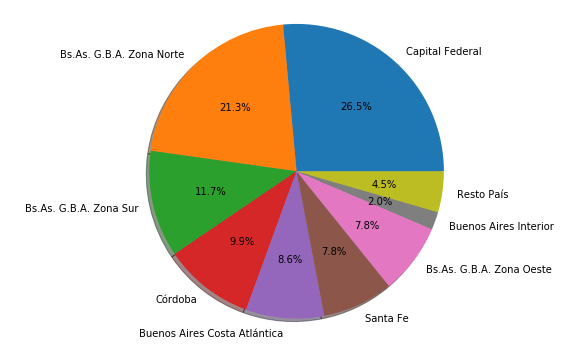 Capital Federal
26.5%
Bs.As. G.B.A. Zona Norte
21.3%
Bs.As. G.B.A. Zona Sur
11.7%
Córdoba
9.9%
Buenos Aires Costa Atlántica
8.6%
Santa Fe
7.8%
Bs.As. G.B.A. Zona Oeste
7.8%
Buenos Aires Interior
2.0%
Resto País
4.5%